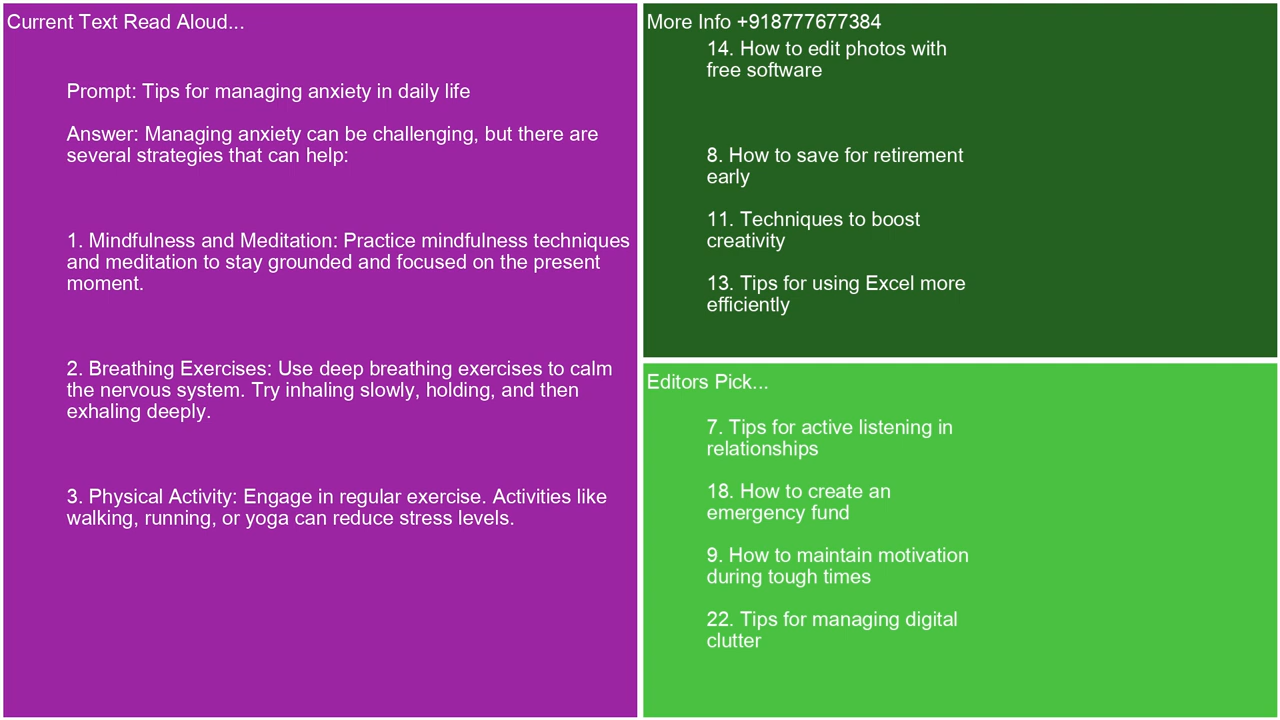 Current Text Read Aloud...
Prompt: Tips for managing anxiety in daily life
Answer: Managing anxiety can be challenging, but there are
several strategies that can help:
1. Mindfulness and Meditation: Practice mindfulness techniques
and meditation to stay grounded and focused on the present
moment.
2. Breathing Exercises: Use deep breathing exercises to calm
the nervous system. Try inhaling slowly, holding, and then
exhaling deeply.
3. Physical Activity: Engage in regular exercise. Activities like
walking, running, or yoga can reduce stress levels.
More Info +918777677384
14. How to edit photos with
free software
8. How to save for retirement
early
11. Techniques to boost
creativity
13. Tips for using Excel more
efficiently
Editors Pick...
7. Tips for active listening in
relationships
18. How to create an
emergency fund
9. How to maintain motivation
during tough times
22. Tips for managing digital
clutter